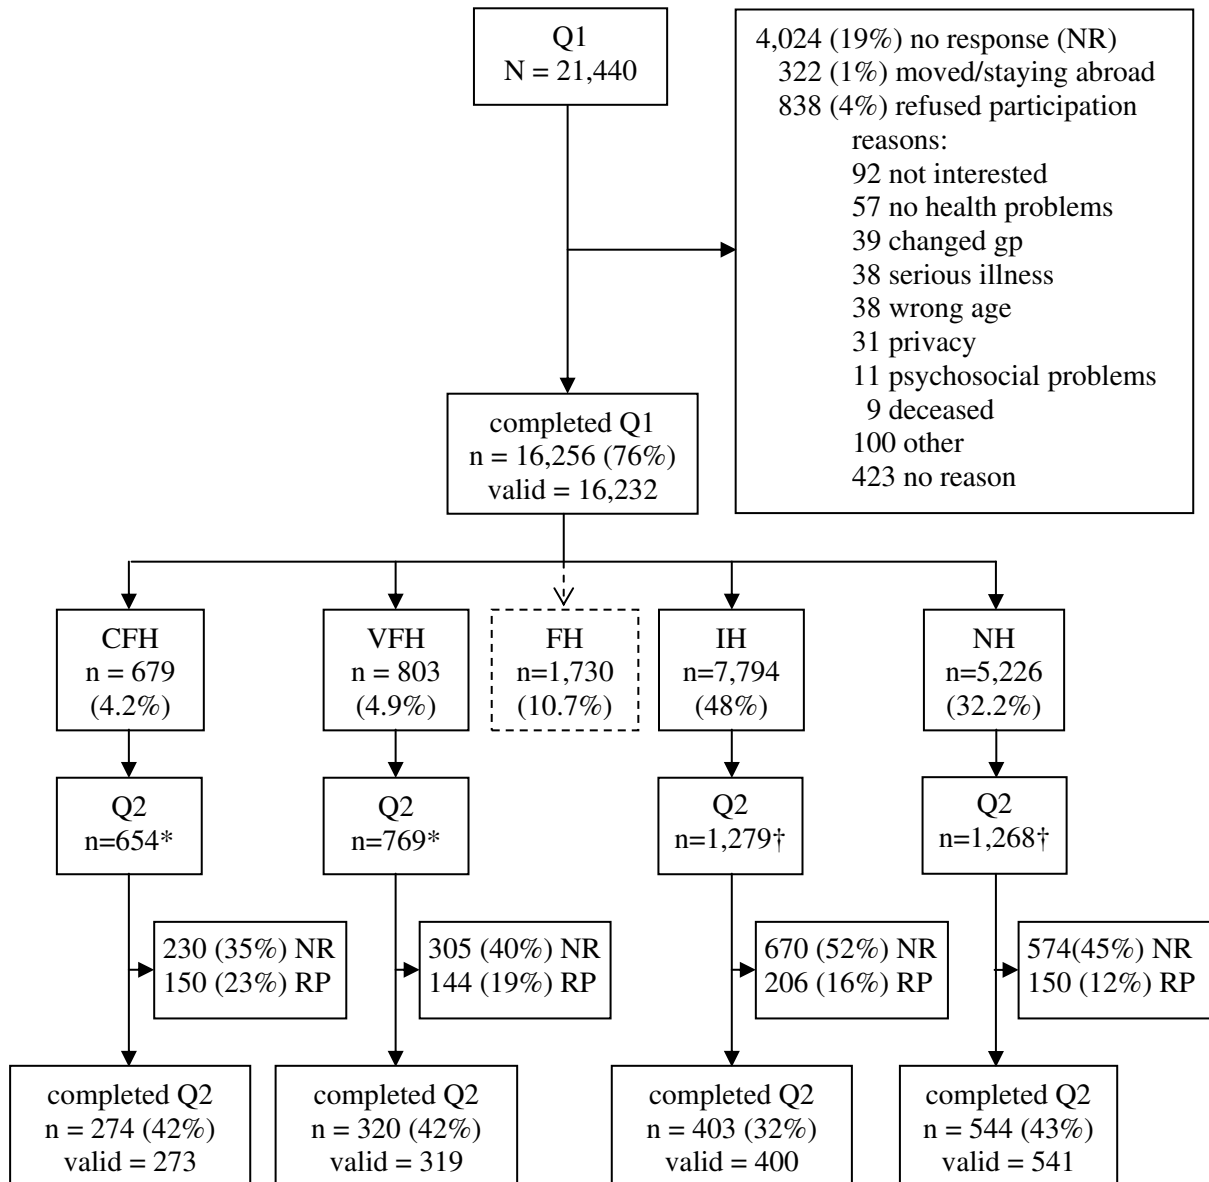 Q1
N = 21,440
4,024 (19%) no response (NR)
322 (1%) moved/staying abroad
838 (4%) refused participation
reasons:
92 not interested
57 no health problems
39 changed gp
38 serious illness
38 wrong age
31 privacy
11 psychosocial problems
9 deceased
100 other
423 no reason
completed Q1
n = 16,256 (76%)
valid = 16,232
CFH
n = 679
(4.2%)
VFH
n = 803
(4.9%)
FH
n=1,730
(10.7%)
IH
n=7,794
(48%)
NH
n=5,226
(32.2%)
Q2
n=654*
Q2
n=769*
Q2
n=1,279†
Q2
n=1,268†
230 (35%) NR
150 (23%) RP
305 (40%) NR
144 (19%) RP
670 (52%) NR
206 (16%) RP
574(45%) NR
150 (12%) RP
completed Q2
n = 274 (42%)
valid = 273
completed Q2
n = 320 (42%)
valid = 319
completed Q2
n = 403 (32%)
valid = 400
completed Q2
n = 544 (43%)
valid = 541